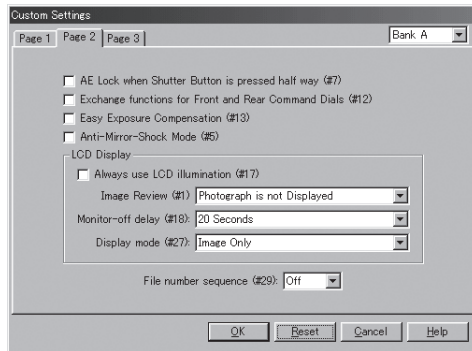 Custom Settings
Page 1 Page 2 Page 3 Bank A
AE Lock when Shutter Button is pressed half way (#7)
Exchange functions for Front and Rear Command Dials (#12)
Easy Exposure Compensation (#13)
Anti-Mirror-Shock Mode (#5)
LCD Display
Always use LCD illumination (#17)
Image Review (#1) Photograph is not Displayed
Monitor-off delay (#18): 20 Seconds
Display mode (#27): Image Only
File number sequence (#29): Off
OK Reset Cancel Help